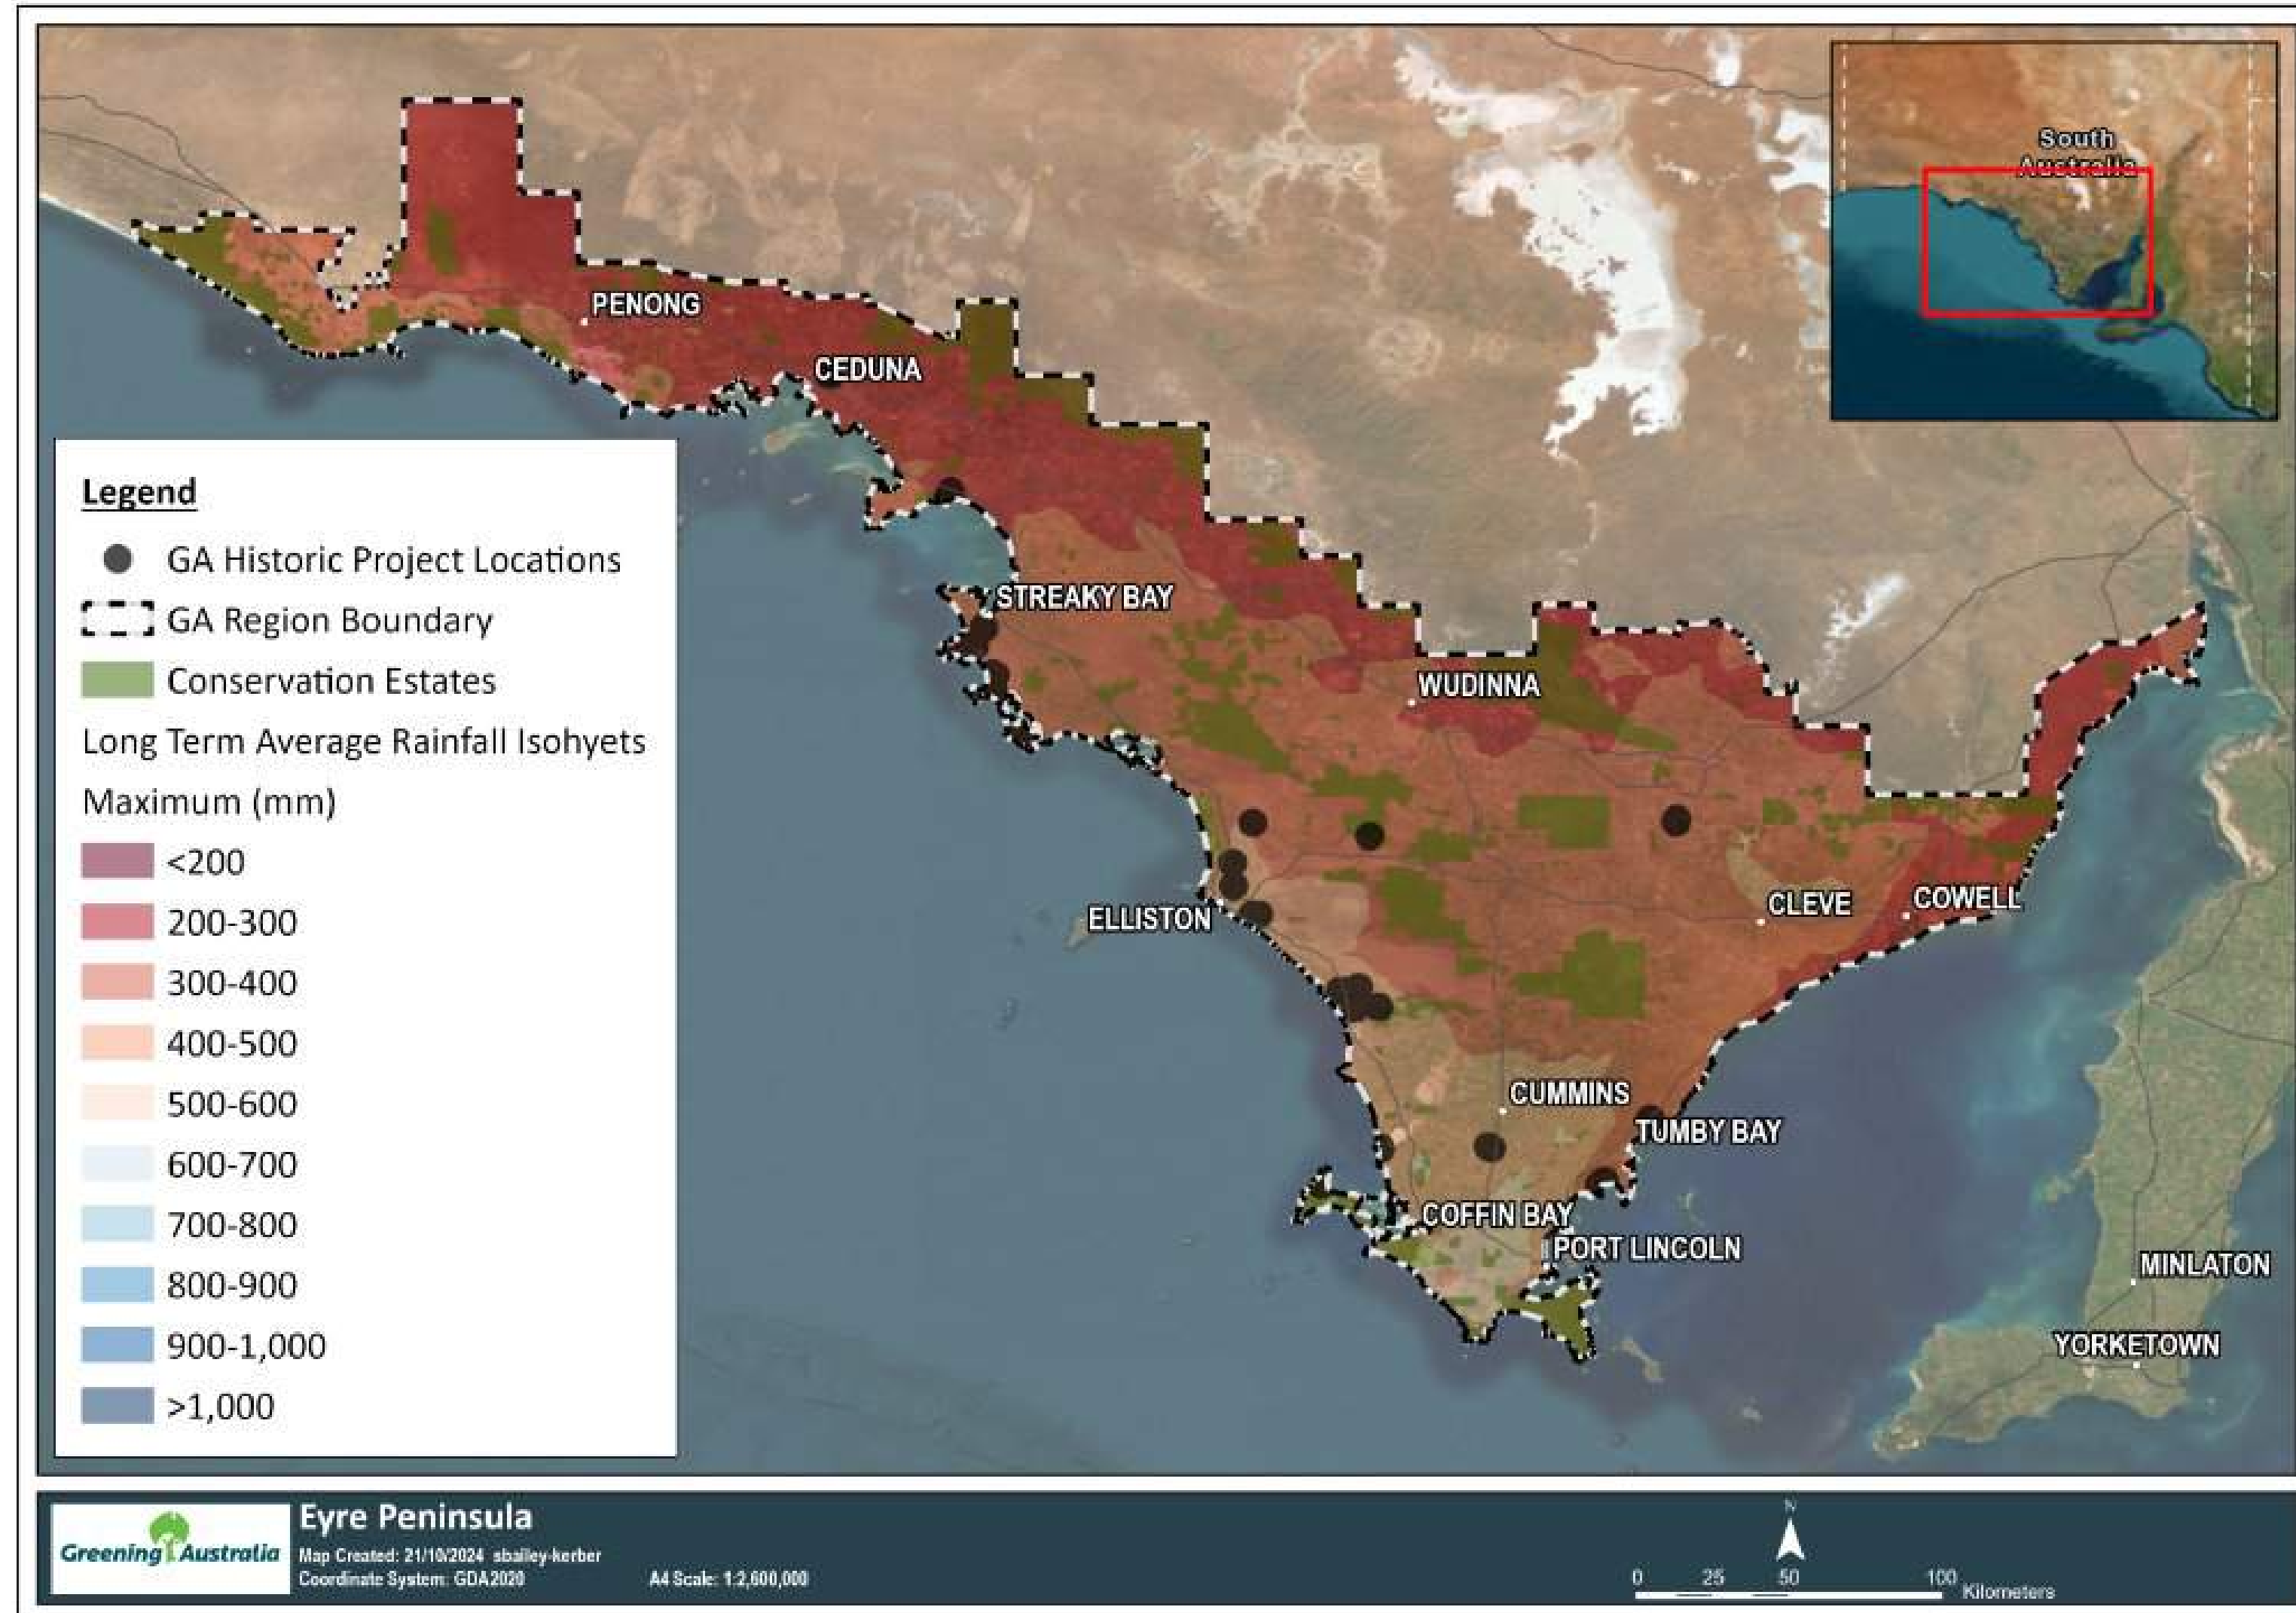 South
Australia
PENONG
CEDUNA
STREAKY BAY
WUDINNA
CLEVE
COWELL
ELLISTON
CUMMINS
TUMBY BAY
COFFIN BAY
PORT LINCOLN
MINLATON
YORKETOWN
Legend
GA Historic Project Locations
GA Region Boundary
Conservation Estates
Long Term Average Rainfall Isohyets
Maximum (mm)
<200
200-300
300-400
400-500
500-600
600-700
700-800
800-900
900-1,000
>1,000
Greening Australia
Eyre Peninsula
Map Created: 21/10/2024 sbailey-kerber
Coordinate System: GDA2020
A4 Scale: 1:2,600,000
N
0 25 50 100 Kilometers